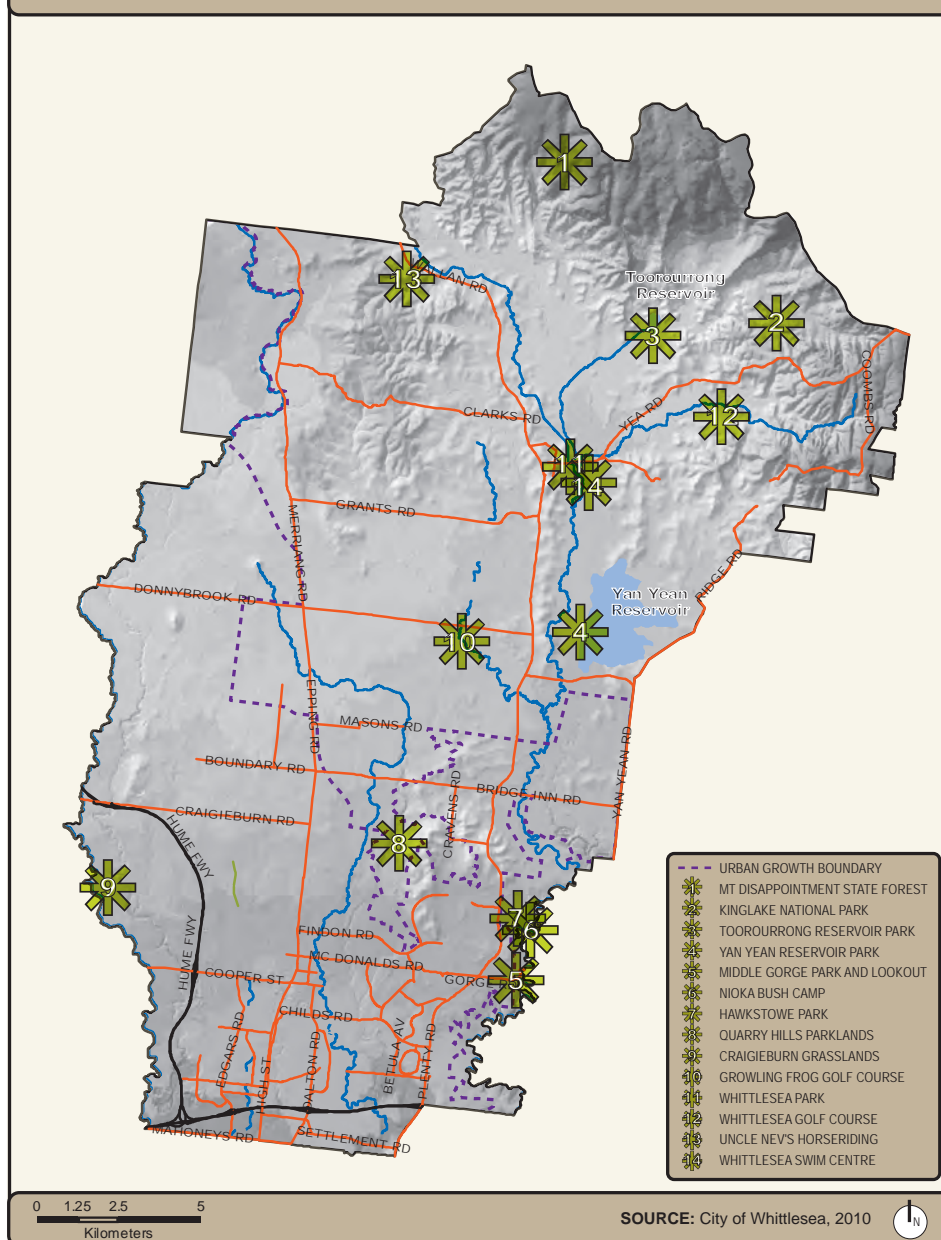 1
Toorourrong
Reservoir
13
WALLAN RD
2
3
COOMBS RD
12
CLARKS RD
YEA RD
11
14
GRANTS RD
MERRIANG RD
RIDGE RD
DONNYBROOK RD
Yan Yean
Reservoir
10
4
EPPING RD
MASONS RD
YAN YEAN RD
BOUNDARY RD
BRIDGE INN RD
CRAVENS RD
CRAIGIEBURN RD
HUME FWY
8
9
URBAN GROWTH BOUNDARY
1 MT DISAPPOINTMENT STATE FOREST
2 KINGLAKE NATIONAL PARK
3 TOOROURRONG RESERVOIR PARK
4 YAN YEAN RESERVOIR PARK
5 MIDDLE GORGE PARK AND LOOKOUT
6 NIOKA BUSH CAMP
7 HAWKSTOWE PARK
8 QUARRY HILLS PARKLANDS
9 CRAIGIEBURN GRASSLANDS
10 GROWLING FROG GOLF COURSE
11 WHITTLESEA PARK
12 WHITTLESEA GOLF COURSE
13 UNCLE NEV'S HORSERIDING
14 WHITTLESEA SWIM CENTRE
7
6
FINDON RD
HUME FWY
MC DONALDS RD
COOPER ST
GORGE RD
5
CHILDS RD
EDGARS RD
HIGH ST
DALTON RD
BETULA AV
PLENTY RD
MAHONEYS RD
SETTLEMENT RD
0 1.25 2.5 5
Kilometers
SOURCE: City of Whittlesea, 2010
N